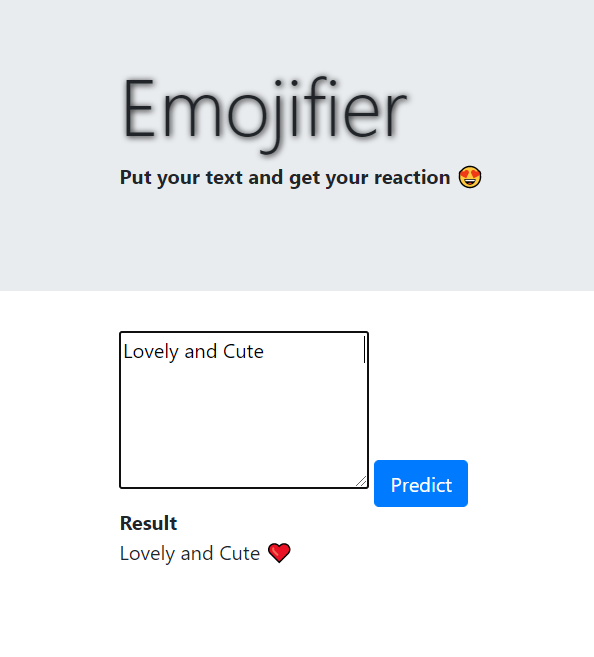 Emojifier
Put your text and get your reaction 😍
Lovely and Cute
Predict
Result
Lovely and Cute ❤️